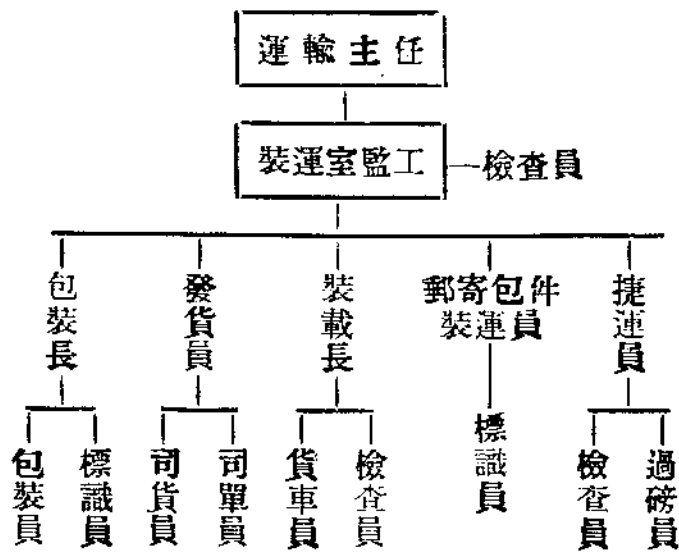 運輸主任
裝運室監工
檢查員
包裝長
發貨員
裝載長
郵寄包件
裝運員
捷運員
包裝員
標識員
司貨員
司單員
貨車員
檢查員
標識員
檢查員
過磅員